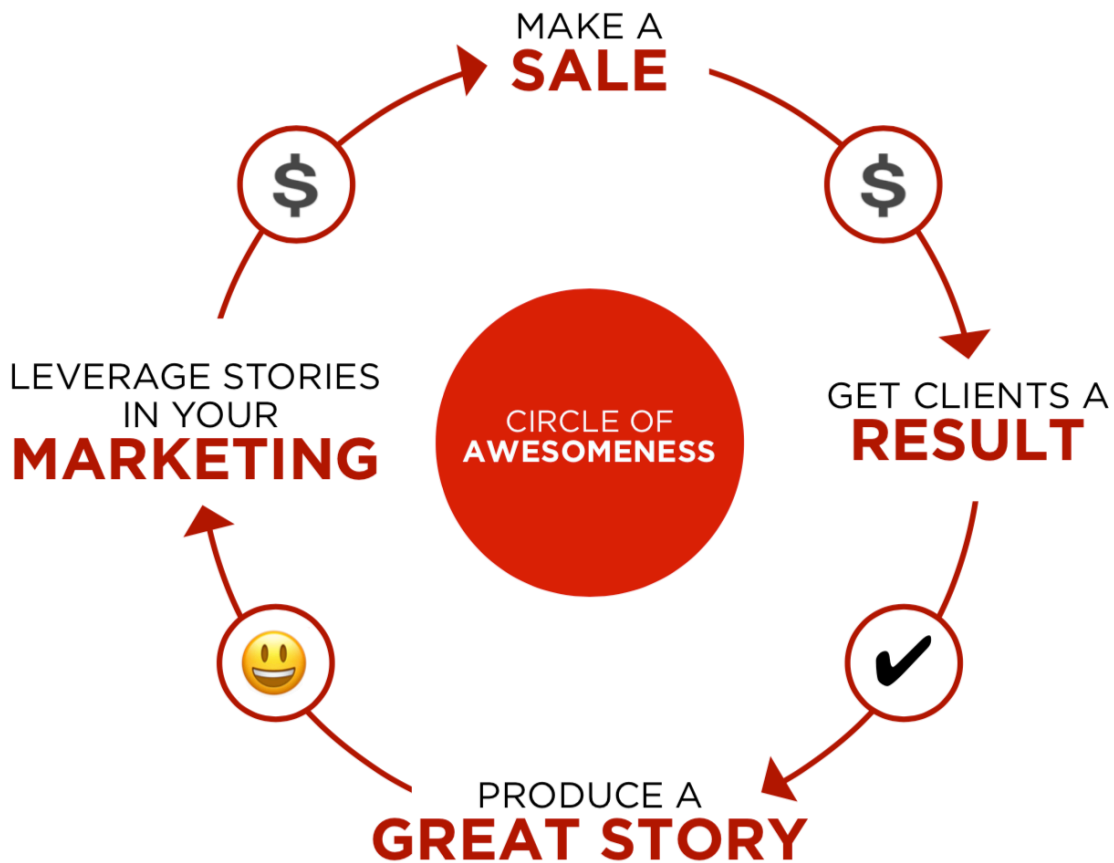 MAKE A
SALE
$
$
GET CLIENTS A
RESULT
PRODUCE A
GREAT STORY
LEVERAGE STORIES
IN YOUR
MARKETING
CIRCLE OF
AWESOMENESS